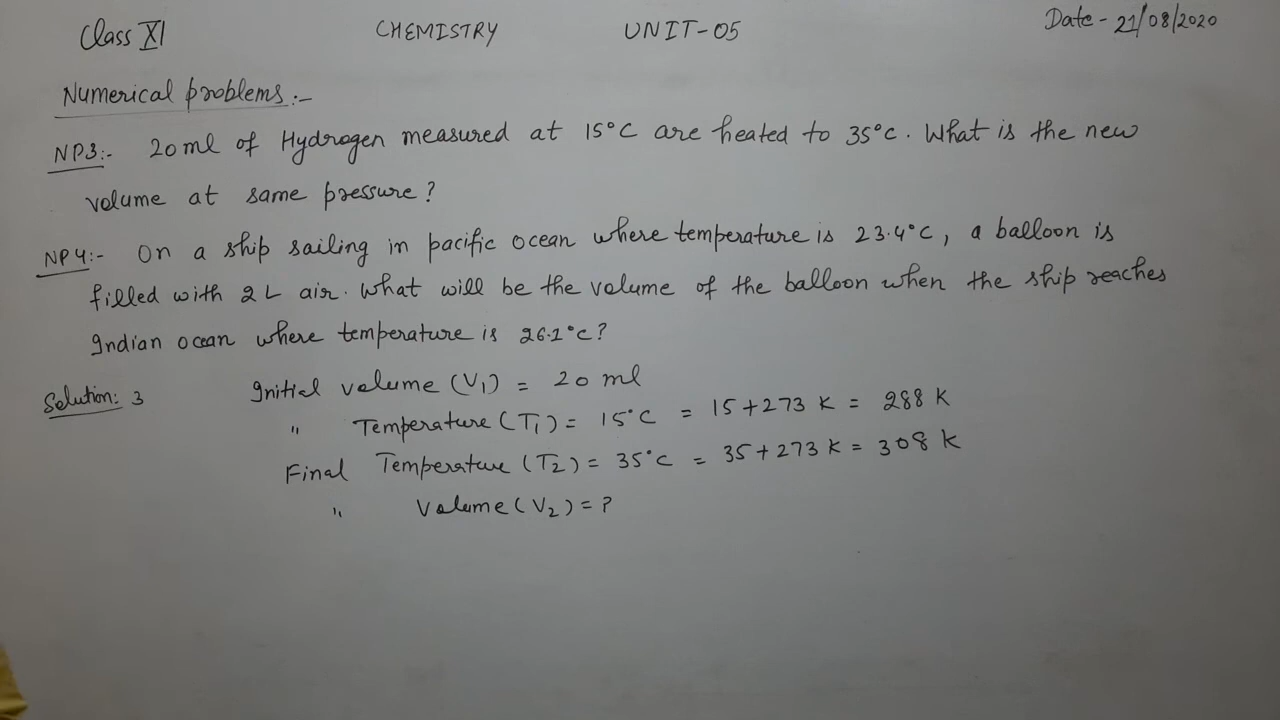 Class XI CHEMISTRY UNIT-05 Date - 21/08/2020
Numerical problems :-
NP3:- 20ml of Hydrogen measured at 15°C are heated to 35°C. What is the new
volume at same pressure?
NP4:- On a ship sailing in pacific ocean where temperature is 23.4°C, a balloon is
filled with 2L air. What will be the volume of the balloon when the ship reaches
Indian ocean where temperature is 26.1°C?
Solution: 3 Initial volume (V1) = 20 ml
" Temperature (T1) = 15°C = 15+273 K = 288 K
Final Temperature (T2) = 35°C = 35+273 K = 308 K
" Volume (V2) = ?